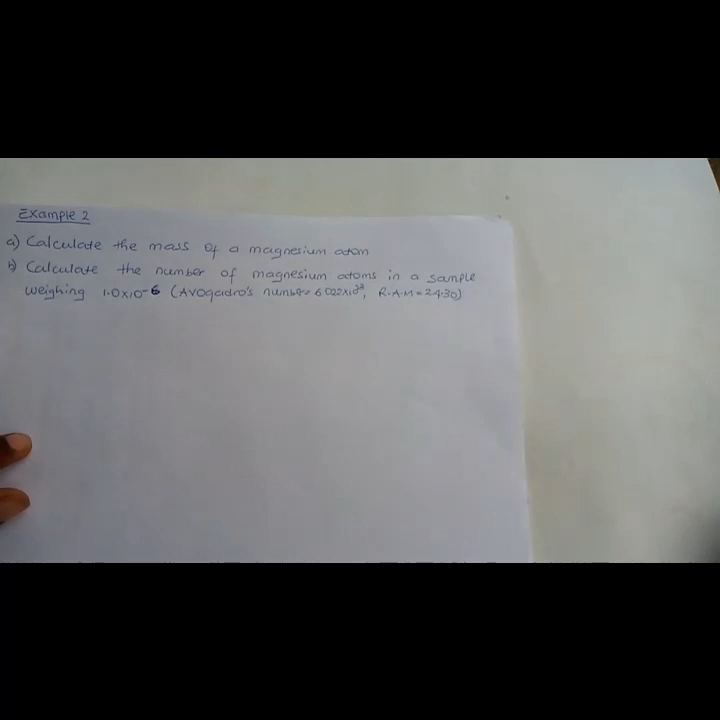 Example 2
a) Calculate the mass of a magnesium atom
b) Calculate the number of magnesium atoms in a sample
weighing 1.0x10-6 (Avogadro's number 6.022x10²³, R.A.M=24.30)